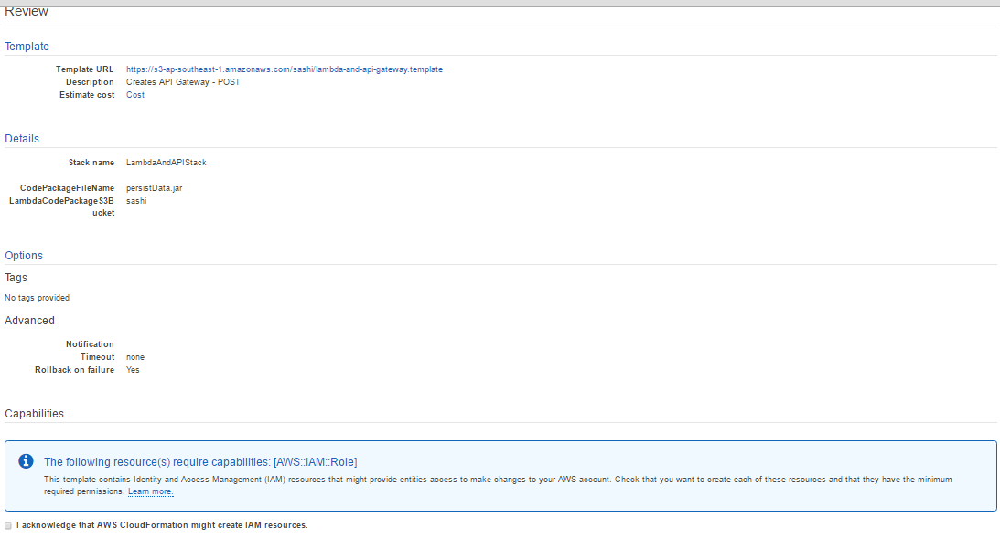 Review
Template
Template URL https://s3-ap-southeast-1.amazonaws.com/sashi/lambda-and-api-gateway.template
Description Creates API Gateway - POST
Estimate cost Cost
Details
Stack name LambdaAndAPIStack
CodePackageFileName persistData.jar
LambdaCodePackageS3B sashi
ucket
Options
Tags
No tags provided
Advanced
Notification
Timeout none
Rollback on failure Yes
Capabilities
The following resource(s) require capabilities: [AWS::IAM::Role]
This template contains Identity and Access Management (IAM) resources that might provide entities access to make changes to your AWS account. Check that you want to create each of these resources and that they have the minimum
required permissions. Learn more.
I acknowledge that AWS CloudFormation might create IAM resources.